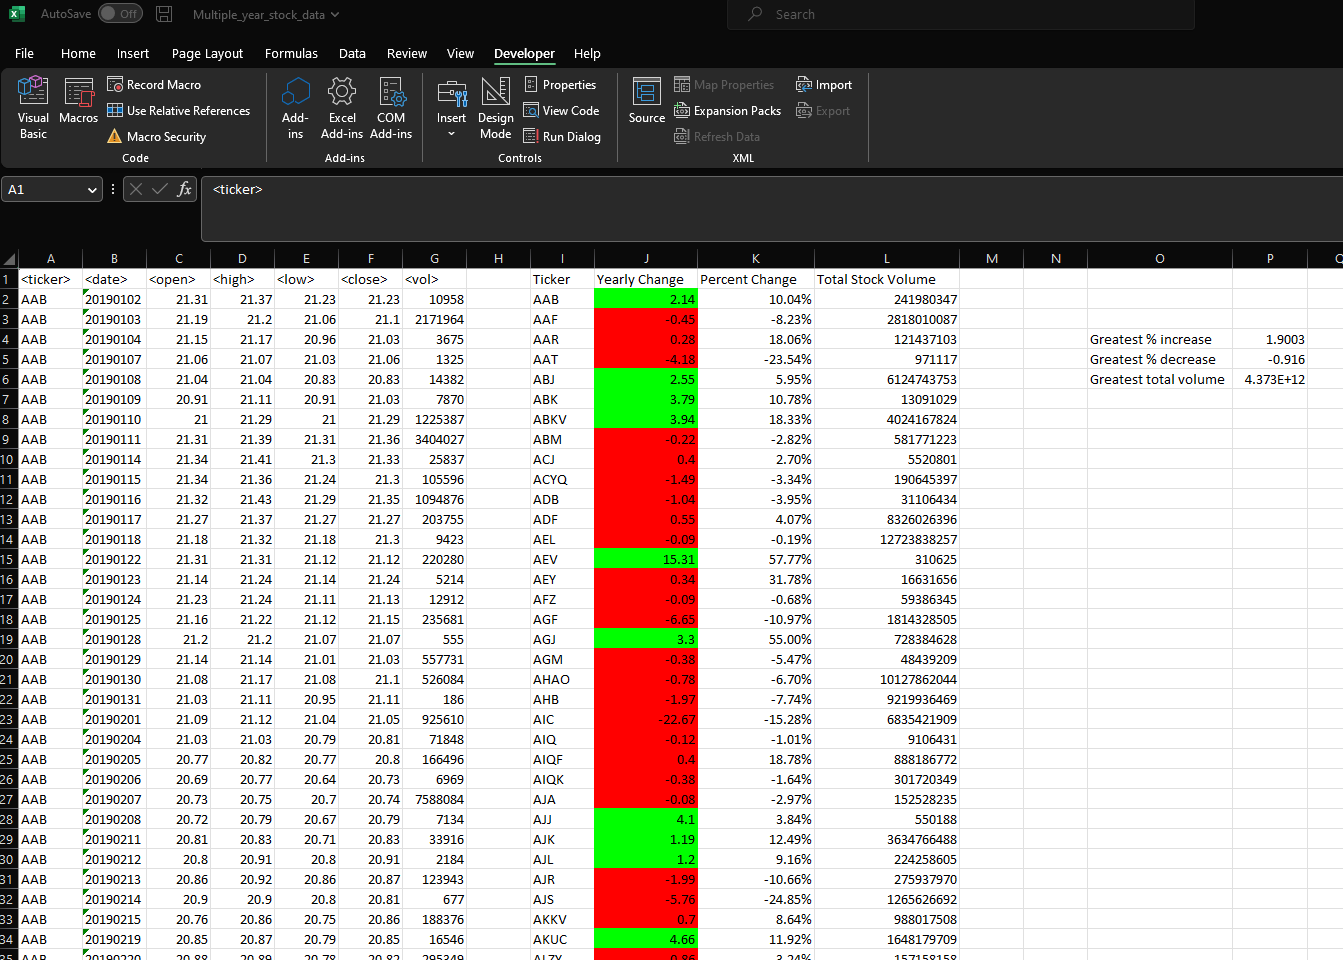 AutoSave Off Multiple_year_stock_data Search
File Home Insert Page Layout Formulas Data Review View Developer Help
Visual Basic
Macros
Record Macro
Use Relative References
Macro Security
Code
Add-ins
Excel Add-ins
COM Add-ins
Add-ins
Insert
Design Mode
Properties
View Code
Run Dialog
Controls
Source
Map Properties
Expansion Packs
Refresh Data
Import
Export
XML
A1 fx <ticker>
A B C D E F G H I J K L M N O P Q
1 <ticker> <date> <open> <high> <low> <close> <vol> Ticker Yearly Change Percent Change Total Stock Volume
2 AAB 20190102 21.31 21.37 21.23 21.23 10958 AAB 2.14 10.04% 241980347
3 AAB 20190103 21.19 21.2 21.06 21.1 2171964 AAF -0.45 -8.23% 2818010087
4 AAB 20190104 21.15 21.17 20.96 21.03 3675 AAR 0.28 18.06% 121437103 Greatest % increase 1.9003
5 AAB 20190107 21.06 21.07 21.03 21.06 1325 AAT -4.18 -23.54% 971117 Greatest % decrease -0.916
6 AAB 20190108 21.04 21.04 20.83 20.83 14382 ABJ 2.55 5.95% 6124743753 Greatest total volume 4.373E+12
7 AAB 20190109 20.91 21.11 20.91 21.03 7870 ABK 3.79 10.78% 13091029
8 AAB 20190110 21 21.29 21 21.29 1225387 ABKV 3.94 18.33% 4024167824
9 AAB 20190111 21.31 21.39 21.31 21.36 3404027 ABM -0.22 -2.82% 581771223
10 AAB 20190114 21.34 21.41 21.3 21.33 25837 ACJ 0.4 2.70% 5520801
11 AAB 20190115 21.34 21.36 21.24 21.3 105596 ACYQ -1.49 -3.34% 190645397
12 AAB 20190116 21.32 21.43 21.29 21.35 1094876 ADB -1.04 -3.95% 31106434
13 AAB 20190117 21.27 21.37 21.27 21.27 203755 ADF 0.55 4.07% 8326026396
14 AAB 20190118 21.18 21.32 21.18 21.3 9423 AEL -0.09 -0.19% 12723838257
15 AAB 20190122 21.31 21.31 21.12 21.12 220280 AEV 15.31 57.77% 310625
16 AAB 20190123 21.14 21.24 21.14 21.24 5214 AEY 0.34 31.78% 16631656
17 AAB 20190124 21.23 21.24 21.11 21.13 12912 AFZ -0.09 -0.68% 59386345
18 AAB 20190125 21.16 21.22 21.12 21.15 235681 AGF -6.65 -10.97% 1814328505
19 AAB 20190128 21.2 21.2 21.07 21.07 555 AGJ 3.3 55.00% 728384628
20 AAB 20190129 21.14 21.14 21.01 21.03 557731 AGM -0.38 -5.47% 48439209
21 AAB 20190130 21.08 21.17 21.08 21.1 526084 AHAO -0.78 -6.70% 10127862044
22 AAB 20190131 21.03 21.11 20.95 21.11 186 AHB -1.97 -7.74% 9219936469
23 AAB 20190201 21.09 21.12 21.04 21.05 925610 AIC -22.67 -15.28% 6835421909
24 AAB 20190204 21.03 21.03 20.79 20.81 71848 AIQ -0.12 -1.01% 9106431
25 AAB 20190205 20.77 20.82 20.77 20.8 166496 AIQF 0.4 18.78% 888186772
26 AAB 20190206 20.69 20.77 20.64 20.73 6969 AIQK -0.38 -1.64% 301720349
27 AAB 20190207 20.73 20.75 20.7 20.74 7588084 AJA -0.08 -2.97% 152528235
28 AAB 20190208 20.72 20.79 20.67 20.79 7134 AJJ 4.1 3.84% 550188
29 AAB 20190211 20.81 20.83 20.71 20.83 33916 AJK 1.19 12.49% 3634766488
30 AAB 20190212 20.8 20.91 20.8 20.91 2184 AJL 1.2 9.16% 224258605
31 AAB 20190213 20.86 20.92 20.86 20.87 123943 AJR -1.99 -10.66% 275937970
32 AAB 20190214 20.9 20.9 20.8 20.81 677 AJS -5.76 -24.85% 1265626692
33 AAB 20190215 20.76 20.86 20.75 20.86 188376 AKKV 0.7 8.64% 988017508
34 AAB 20190219 20.85 20.87 20.79 20.85 16546 AKUC 4.66 11.92% 1648179709
35 AAB 20190220 20.88 20.89 20.78 20.82 295349 ALZY 0.86 3.24% 157158158